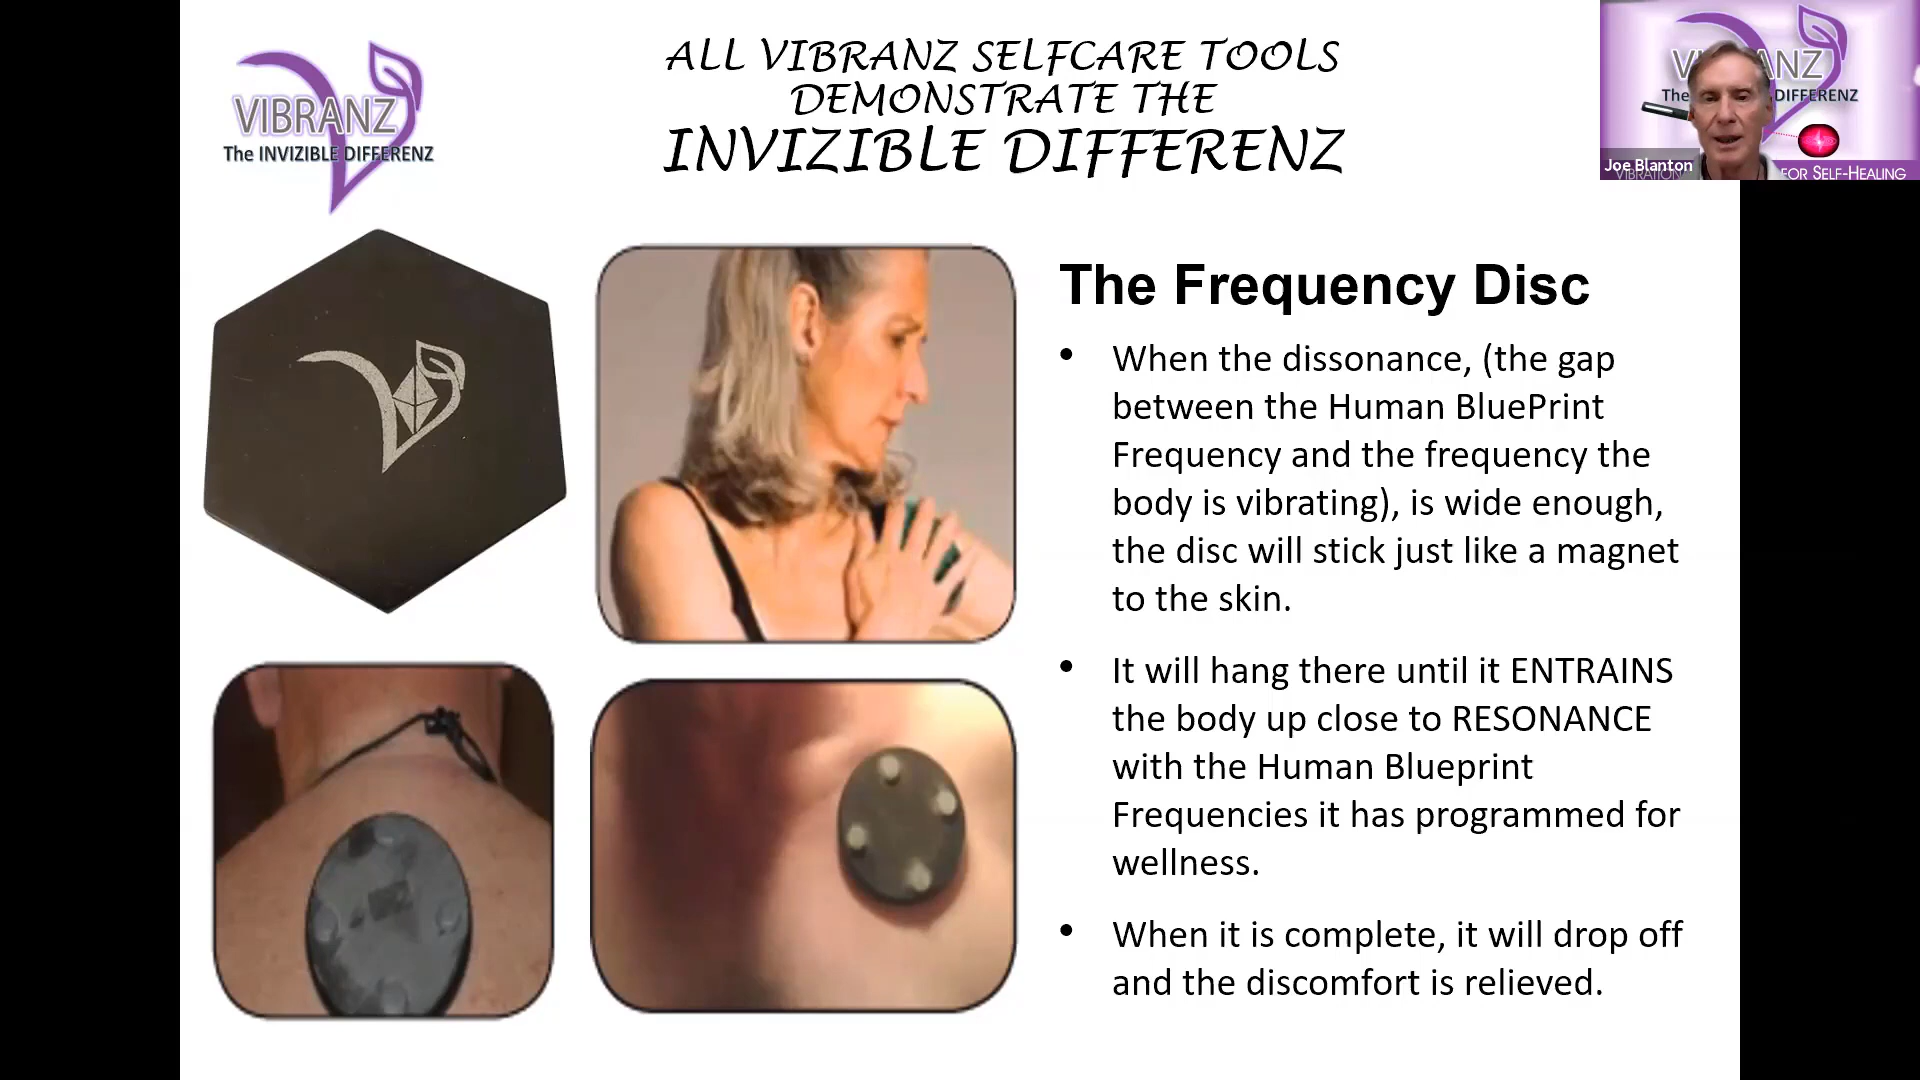 VIBRANZ
The INVIZIBLE DIFFERENZ
ALL VIBRANZ SELFCARE TOOLS
DEMONSTRATE THE
INVIZIBLE DIFFERENZ
The Frequency Disc
• When the dissonance, (the gap
between the Human BluePrint
Frequency and the frequency the
body is vibrating), is wide enough,
the disc will stick just like a magnet
to the skin.
• It will hang there until it ENTRAINS
the body up close to RESONANCE
with the Human Blueprint
Frequencies it has programmed for
wellness.
• When it is complete, it will drop off
and the discomfort is relieved.
ANZ
The DIFFERENZ
Joe Blanton
VIBRATION FOR SELF-HEALING